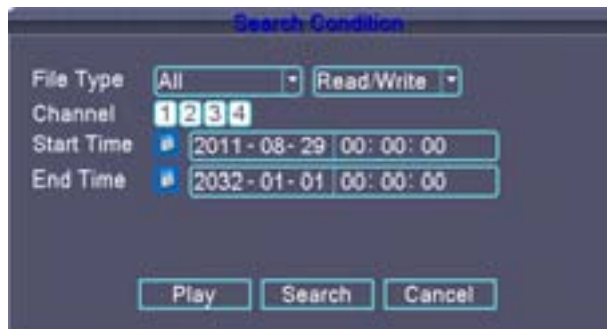 Search Condition
File Type All Read/Write
Channel 1 2 3 4
Start Time 2011-08-29 00:00:00
End Time 2032-01-01 00:00:00
Play Search Cancel